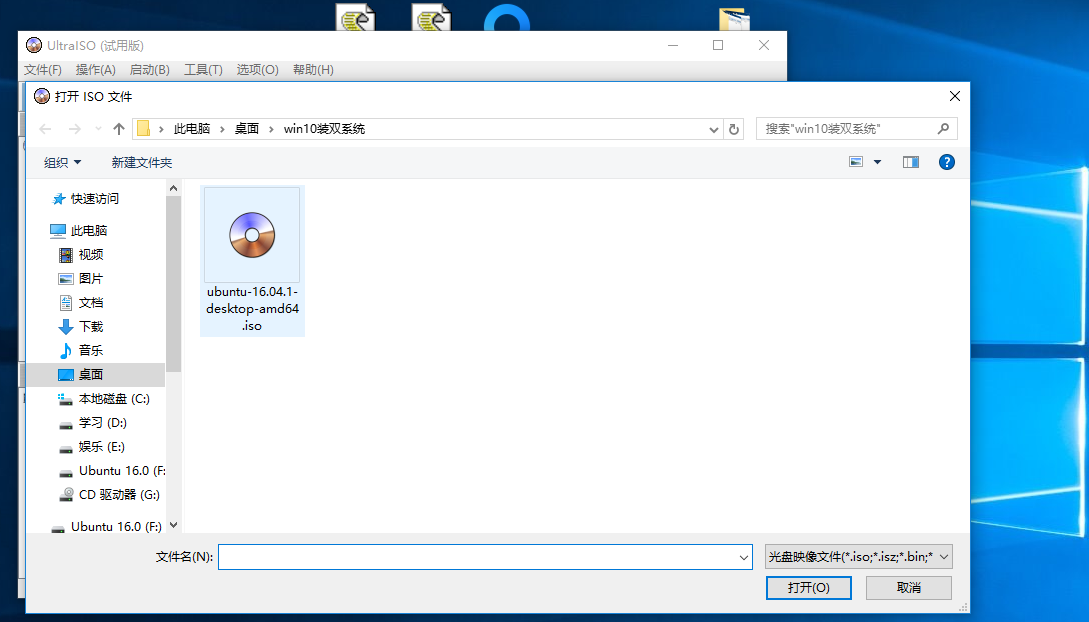 UltraISO (试用版)
文件(F) 操作(A) 启动(B) 工具(T) 选项(O) 帮助(H)
打开 ISO 文件
此电脑 桌面 win10装双系统
搜索"win10装双系统"
组织 新建文件夹
快速访问
此电脑
视频
图片
文档
下载
音乐
桌面
本地磁盘 (C:)
学习 (D:)
娱乐 (E:)
Ubuntu 16.0 (F:
CD 驱动器 (G:)
Ubuntu 16.0 (F:)
ubuntu-16.04.1-
desktop-amd64
.iso
文件名(N):
光盘映像文件(*.iso;*.isz;*.bin;*
打开(O) 取消